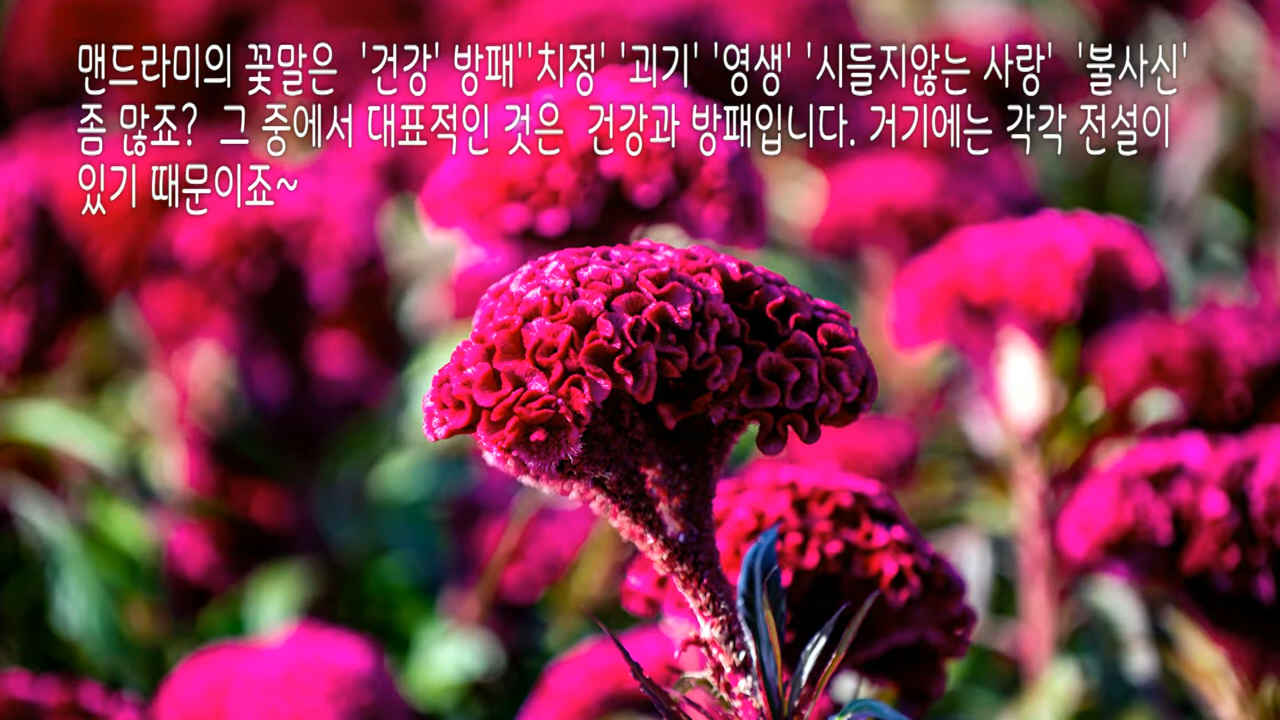 맨드라미의 꽃말은 '건강' 방패''치정' '괴기' '영생' '시들지않는 사랑' '불사신'
좀 많죠? 그 중에서 대표적인 것은 건강과 방패입니다. 거기에는 각각 전설이
있기 때문이죠~